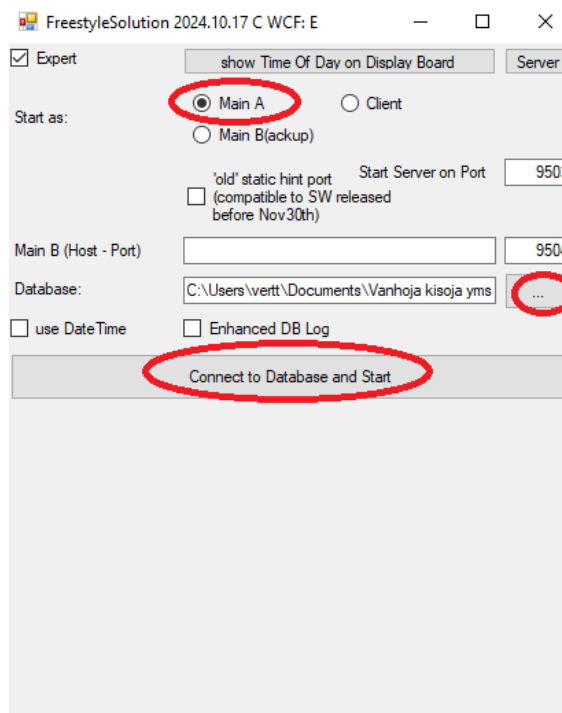 FreestyleSolution 2024.10.17 C WCF: E
Expert
show Time Of Day on Display Board
Server
Start as:
Main A
Client
Main B(ackup)
'old' static hint port
(compatible to SW released
before Nov30th)
Start Server on Port
Main B (Host - Port)
Database:
C:\Users\vertt\Documents\Vanhoja kisoja yms
...
use DateTime
Enhanced DB Log
Connect to Database and Start